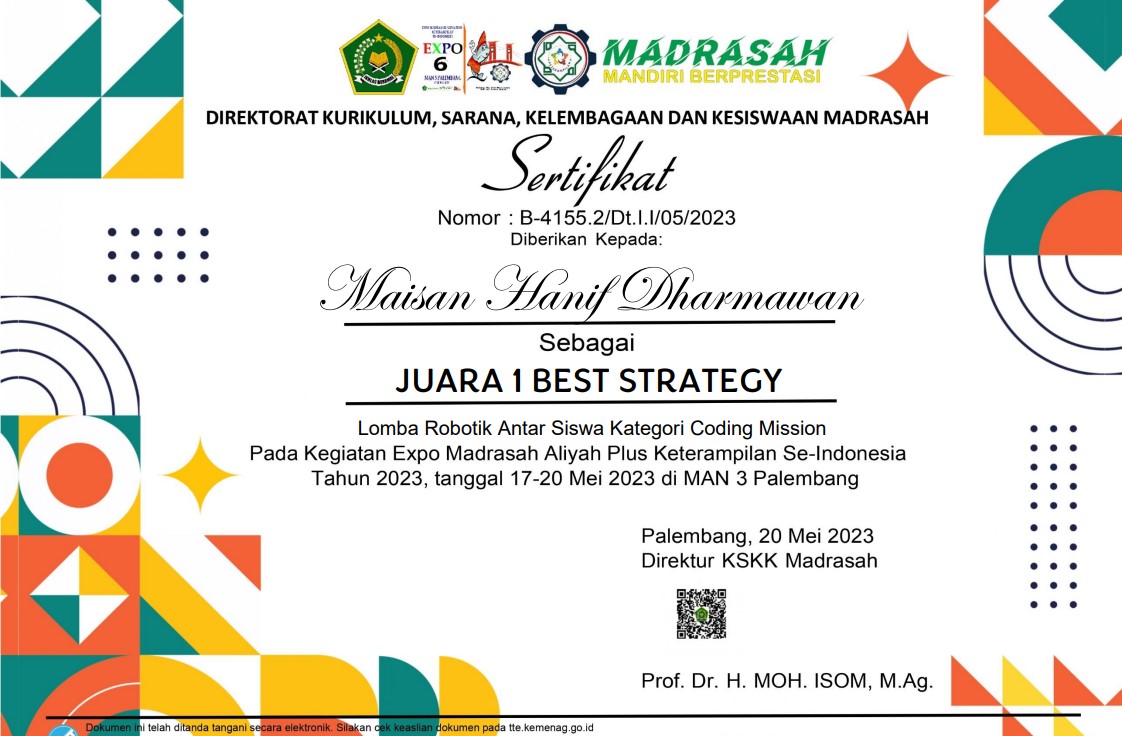 EXPO
6
MAN 3 PALEMBANG
MADRASAH
MANDIRI BERPRESTASI
DIREKTORAT KURIKULUM, SARANA, KELEMBAGAAN DAN KESISWAAN MADRASAH
Sertifikat
Nomor : B-4155.2/Dt.I.I/05/2023
Diberikan Kepada:
Maisan Hanif Dharmawan
Sebagai
JUARA 1 BEST STRATEGY
Lomba Robotik Antar Siswa Kategori Coding Mission
Pada Kegiatan Expo Madrasah Aliyah Plus Keterampilan Se-Indonesia
Tahun 2023, tanggal 17-20 Mei 2023 di MAN 3 Palembang
Palembang, 20 Mei 2023
Direktur KSKK Madrasah
Prof. Dr. H. MOH. ISOM, M.Ag.
Dokumen ini telah ditanda tangani secara elektronik. Silakan cek keaslian dokumen pada tte.kemenag.go.id